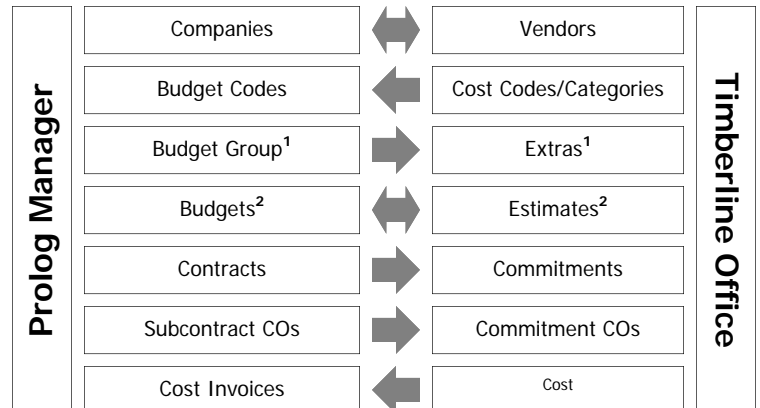 Prolog Manager
Companies
Vendors
Budget Codes
Cost Codes/Categories
Budget Group¹
Extras¹
Budgets²
Estimates²
Contracts
Commitments
Subcontract COs
Commitment COs
Cost Invoices
Cost
Timberline Office